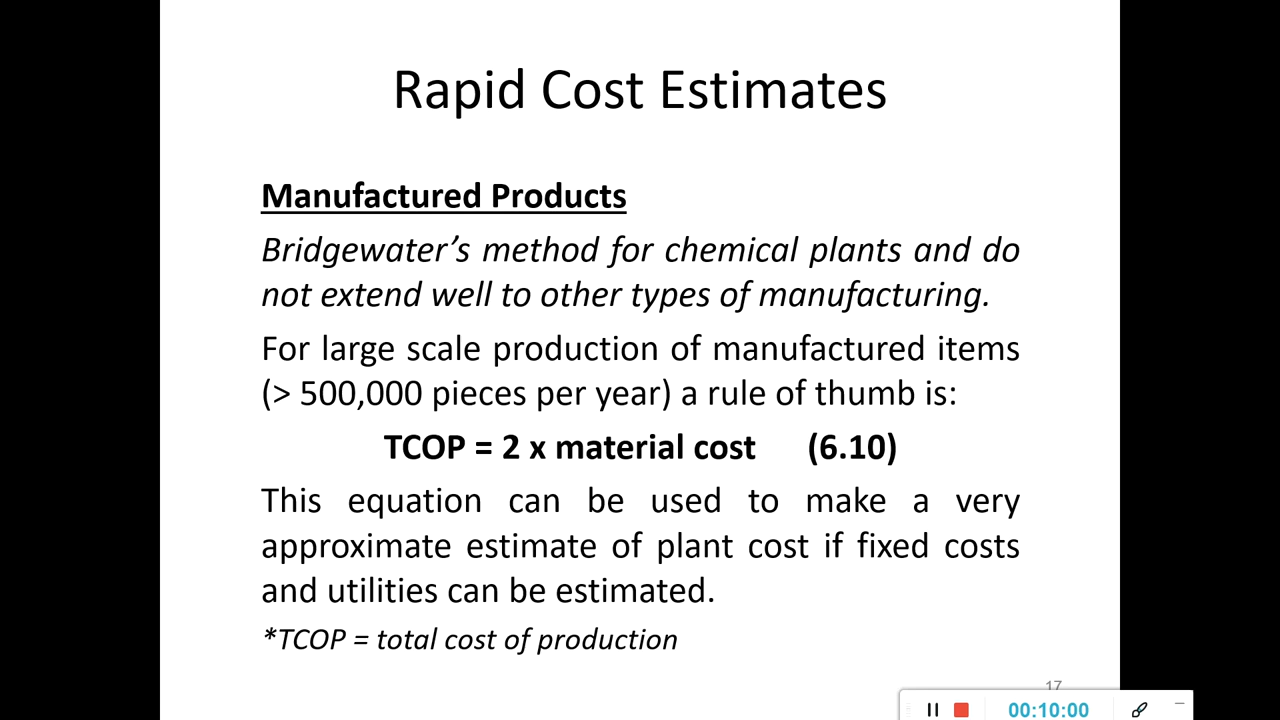 Rapid Cost Estimates
Manufactured Products
Bridgewater’s method for chemical plants and do
not extend well to other types of manufacturing.
For large scale production of manufactured items
(> 500,000 pieces per year) a rule of thumb is:
TCOP = 2 x material cost (6.10)
This equation can be used to make a very
approximate estimate of plant cost if fixed costs
and utilities can be estimated.
*TCOP = total cost of production
17
00:10:00